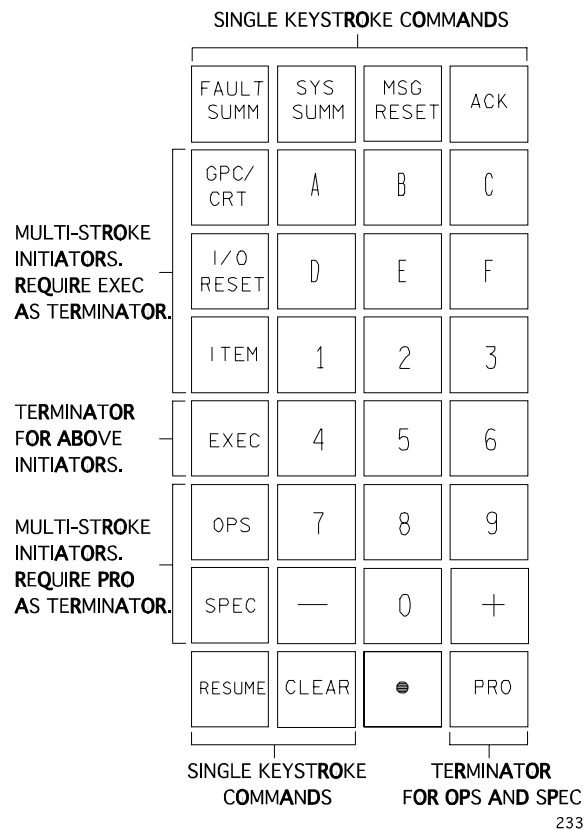 SINGLE KEYSTROKE COMMANDS
FAULT SUMM
SYS SUMM
MSG RESET
ACK
GPC/ CRT
A
B
C
MULTI-STROKE
INITIATORS.
REQUIRE EXEC
AS TERMINATOR.
I/O RESET
D
E
F
ITEM
1
2
3
TERMINATOR
FOR ABOVE
INITIATORS.
EXEC
4
5
6
MULTI-STROKE
INITIATORS.
REQUIRE PRO
AS TERMINATOR.
OPS
7
8
9
SPEC
—
0
+
RESUME
CLEAR
PRO
SINGLE KEYSTROKE
COMMANDS
TERMINATOR
FOR OPS AND SPEC
233